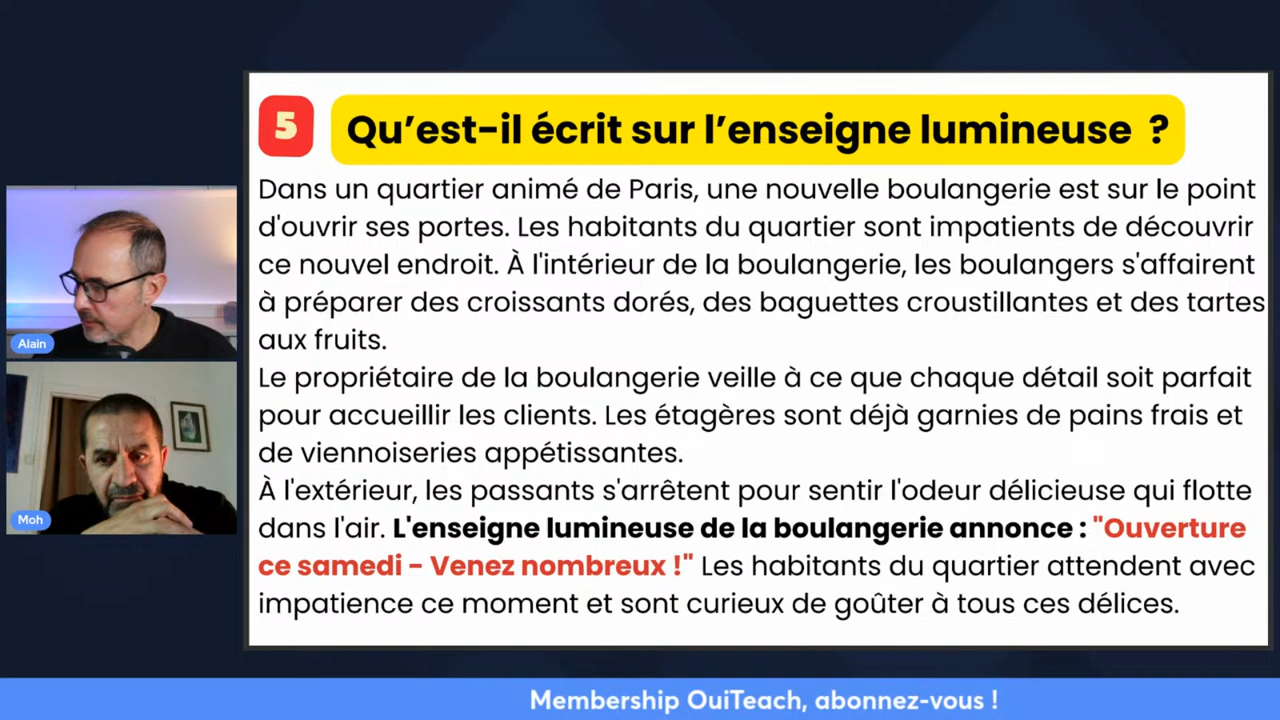 5
Qu’est-il écrit sur l’enseigne lumineuse ?
Dans un quartier animé de Paris, une nouvelle boulangerie est sur le point
d'ouvrir ses portes. Les habitants du quartier sont impatients de découvrir
ce nouvel endroit. À l'intérieur de la boulangerie, les boulangers s'affairent
à préparer des croissants dorés, des baguettes croustillantes et des tartes
aux fruits.
Le propriétaire de la boulangerie veille à ce que chaque détail soit parfait
pour accueillir les clients. Les étagères sont déjà garnies de pains frais et
de viennoiseries appétissantes.
À l'extérieur, les passants s'arrêtent pour sentir l'odeur délicieuse qui flotte
dans l'air. L'enseigne lumineuse de la boulangerie annonce : "Ouverture
ce samedi - Venez nombreux !" Les habitants du quartier attendent avec
impatience ce moment et sont curieux de goûter à tous ces délices.
Alain
Moh
Membership OuiTeach, abonnez-vous !